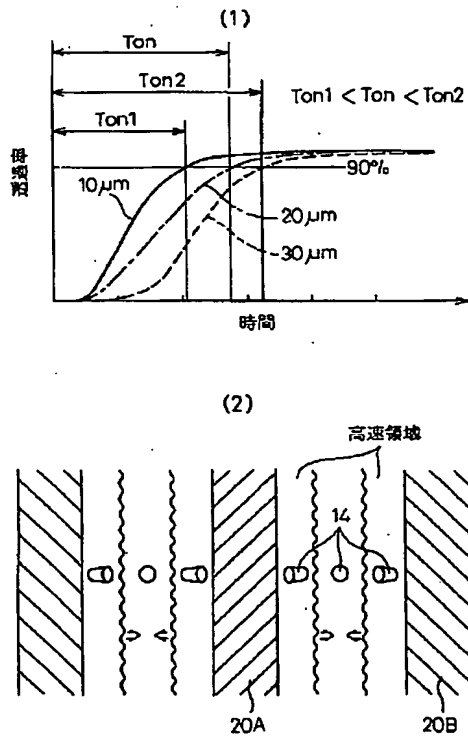 (1)
Ton
Ton2
Ton1
Ton1 < Ton < Ton2
透過率
90%
10μm
20μm
30μm
時間
(2)
高速領域
14
20A
20B